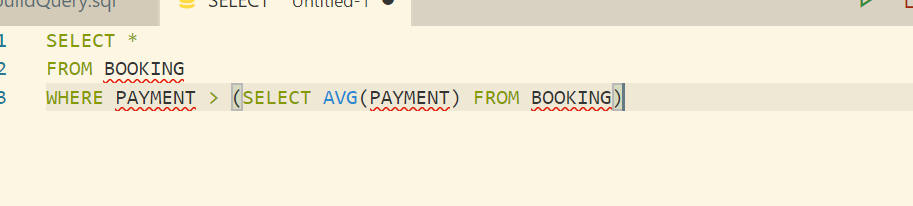 uildQuery.sql SELECT Untitled-1
1 SELECT *
2 FROM BOOKING
3 WHERE PAYMENT > (SELECT AVG(PAYMENT) FROM BOOKING)